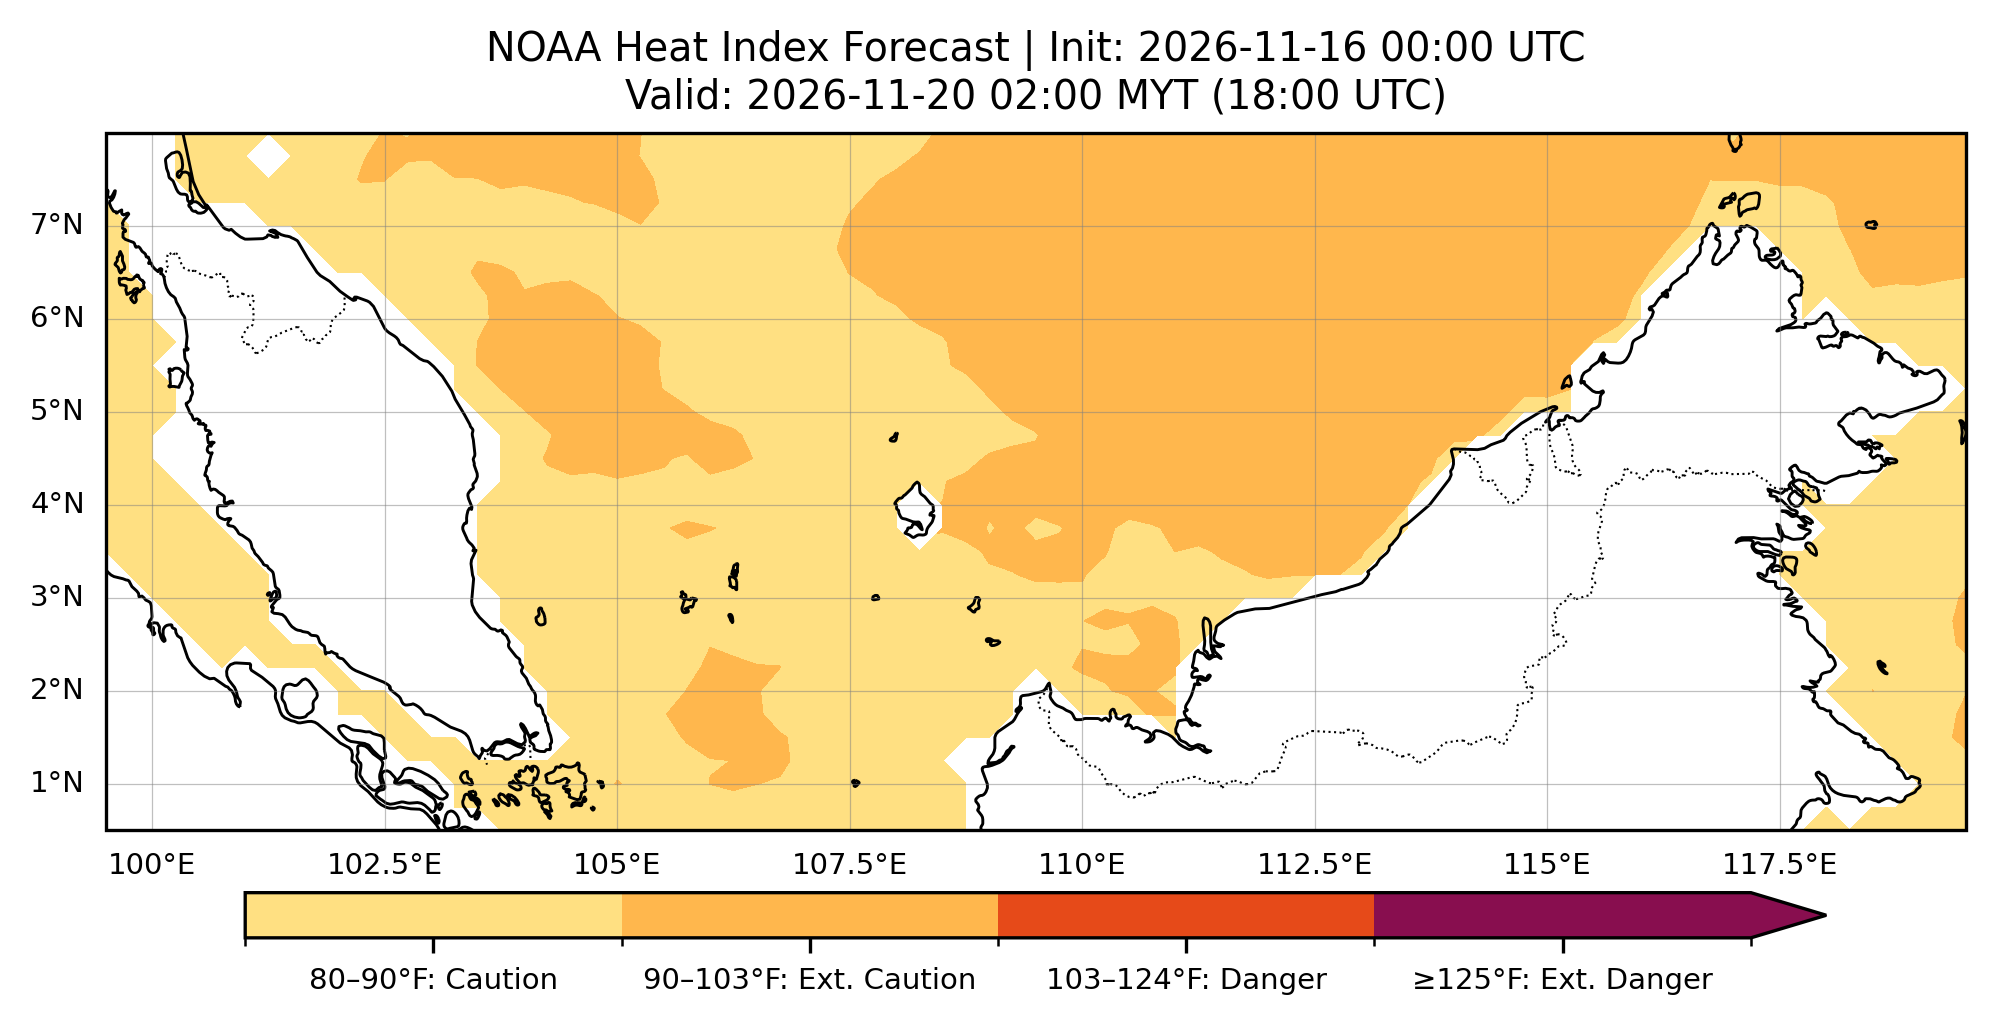 NOAA Heat Index Forecast | Init: 2026-11-16 00:00 UTC
Valid: 2026-11-20 02:00 MYT (18:00 UTC)
7°N
6°N
5°N
4°N
3°N
2°N
1°N
100°E 102.5°E 105°E 107.5°E 110°E 112.5°E 115°E 117.5°E
80–90°F: Caution 90–103°F: Ext. Caution 103–124°F: Danger ≥125°F: Ext. Danger